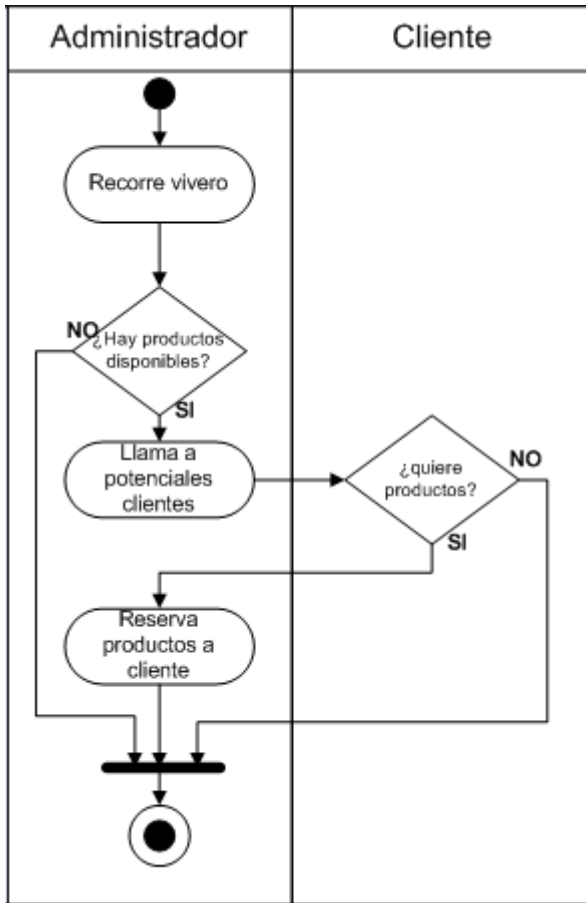 Administrador
Cliente
Recorre vivero
NO
¿Hay productos
disponibles?
SI
Llama a
potenciales
clientes
¿quiere
productos?
NO
SI
Reserva
productos a
cliente